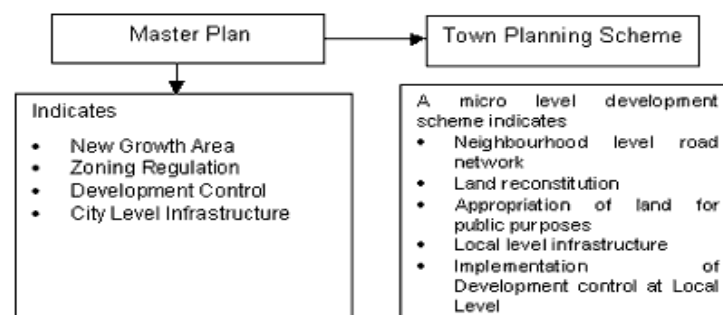 Master Plan
Town Planning Scheme
Indicates
• New Growth Area
• Zoning Regulation
• Development Control
• City Level Infrastructure
A micro level development
scheme indicates
• Neighbourhood level road
network
• Land reconstitution
• Appropriation of land for
public purposes
• Local level infrastructure
• Implementation of
Development control at Local
Level